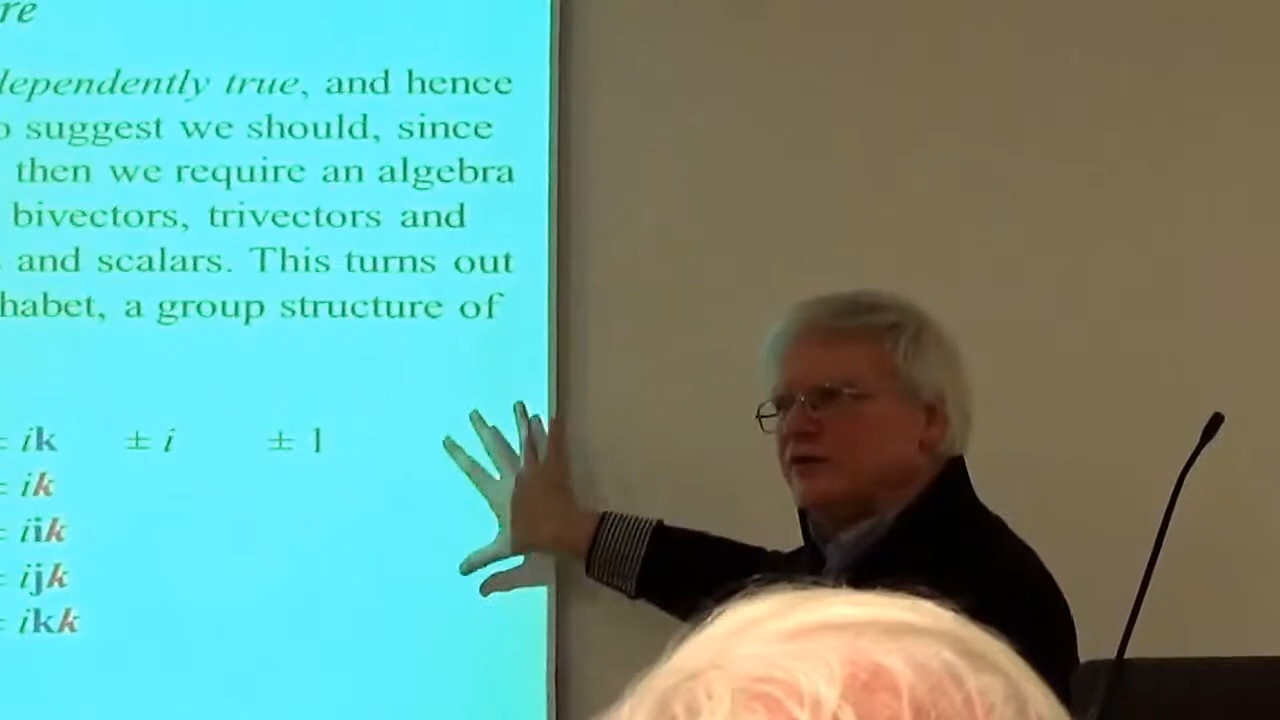 re
dependently true, and hence
o suggest we should, since
then we require an algebra
bivectors, trivectors and
and scalars. This turns out
habet, a group structure of
ik ± i ± 1
ik
iik
ijk
ikk